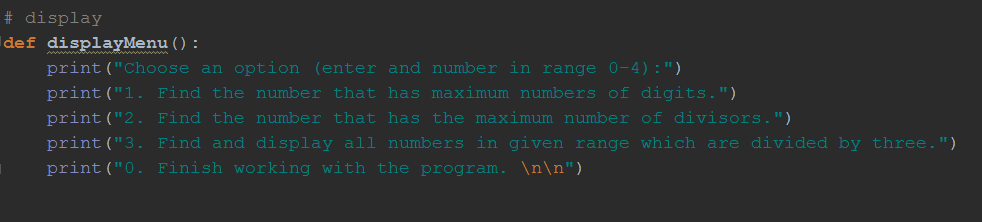 # display
def displayMenu():
    print("Choose an option (enter and number in range 0-4):")
    print("1. Find the number that has maximum numbers of digits.")
    print("2. Find the number that has the maximum number of divisors.")
    print("3. Find and display all numbers in given range which are divided by three.")
    print("0. Finish working with the program. \n\n")